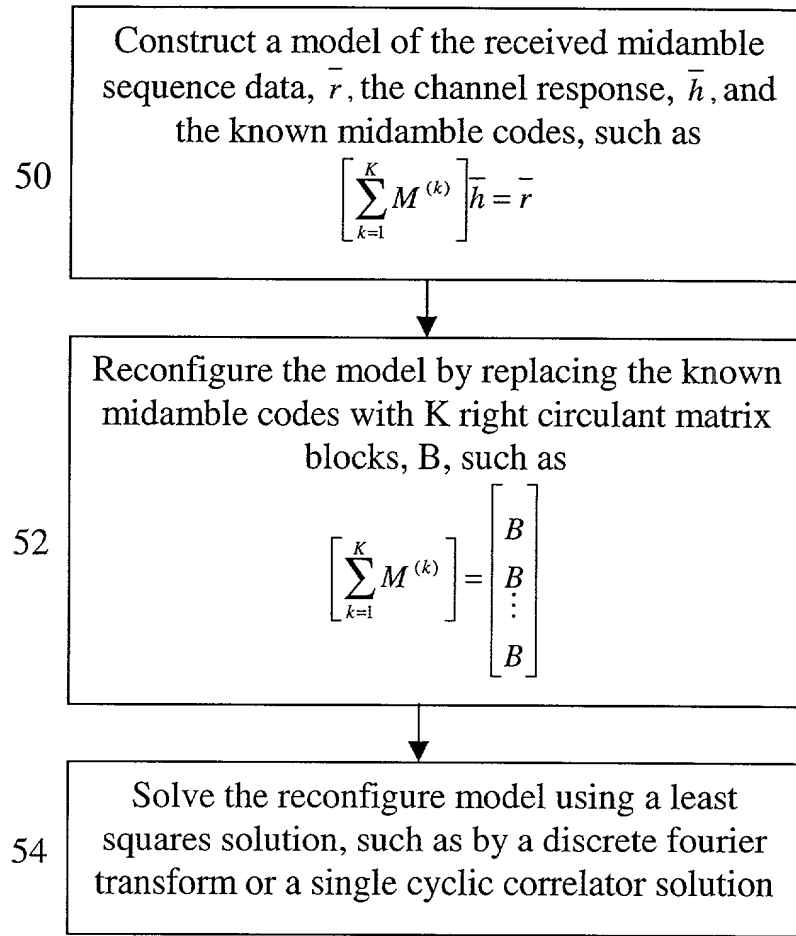 Construct a model of the received midamble
sequence data, r̄, the channel response, h̄, and
the known midamble codes, such as
50
[∑_{k=1}^{K} M^{(k)}] h̄ = r̄
Reconfigure the model by replacing the known
midamble codes with K right circulant matrix
blocks, B, such as
52
[∑_{k=1}^{K} M^{(k)}] = [B B ⋮ B]
Solve the reconfigure model using a least
54
squares solution, such as by a discrete fourier
transform or a single cyclic correlator solution